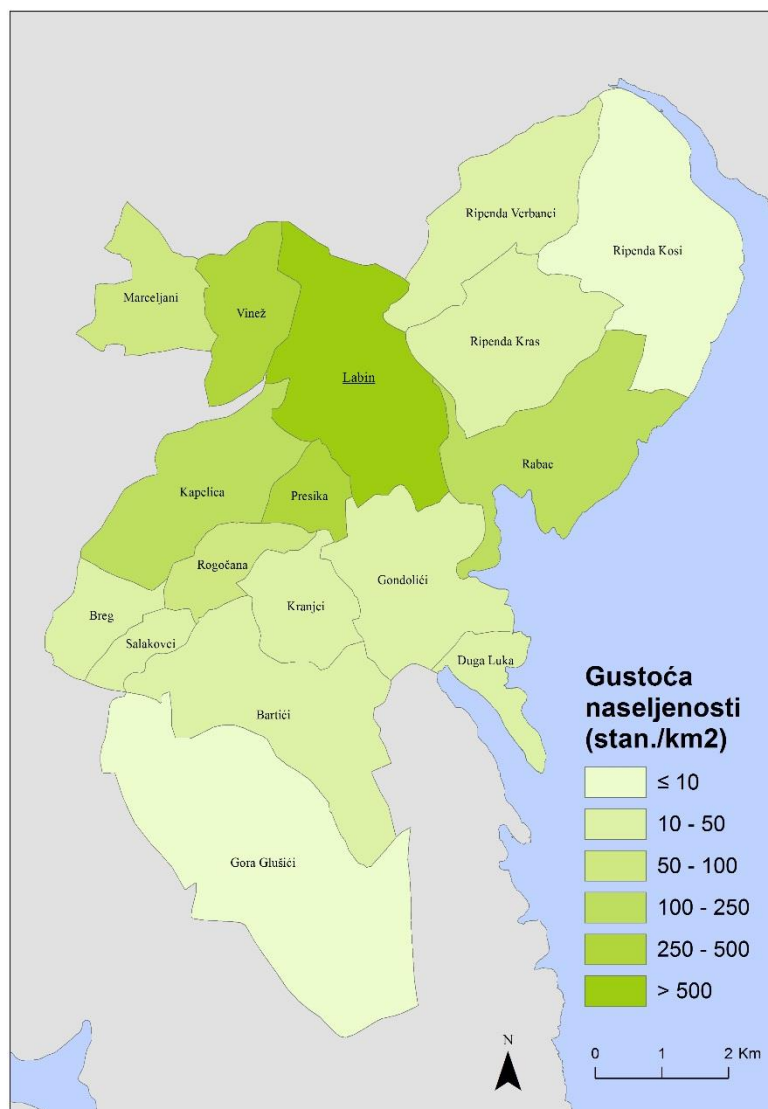 Ripenda Verbanci
Ripenda Kosi
Marceljani
Vinež
Ripenda Kras
Labin
Rabac
Kapelica
Presika
Rogočana
Gondolići
Breg
Kranjci
Salakovci
Duga Luka
Bartići
Gora Glušići
Gustoća
naseljenosti
(stan./km2)
≤ 10
10 - 50
50 - 100
100 - 250
250 - 500
> 500
N
0 1 2 Km